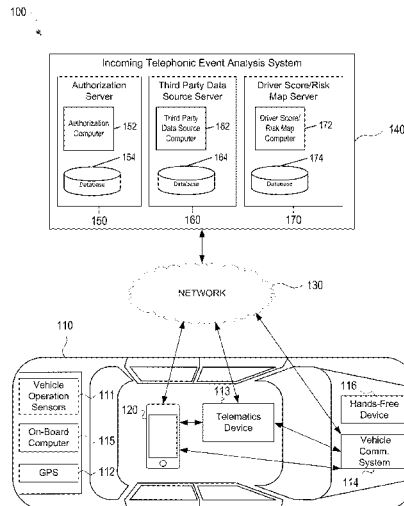 100
Incoming Telephonic Event Analysis System
Authorization Server
Third Party Data Source Server
Driver Score/Risk Map Server
Authorization Computer
152
Third Party Data Source Computer
162
Driver Score/ Risk Map Computer
172
140
164
164
174
Database
Database
Database
150
160
170
NETWORK
130
110
113
Vehicle Operation Sensors
111
120
Telematics Device
116
Hands-Free Device
On-Board Computer
115
Vehicle Comm. System
GPS
112
114